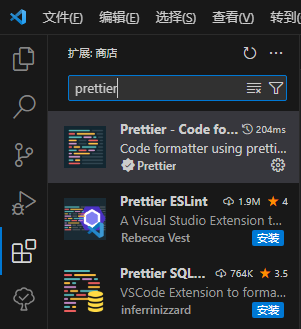 文件(F) 编辑(E) 选择(S) 查看(V) 转到
扩展: 商店
prettier
Prettier - Code fo... 204ms
Code formatter using pretti...
Prettier
Prettier ESLint 1.9M 4
A Visual Studio Extension t...
Rebecca Vest 安装
Prettier SQL... 764K 3.5
VSCode Extension to forma...
inferrinizzard 安装